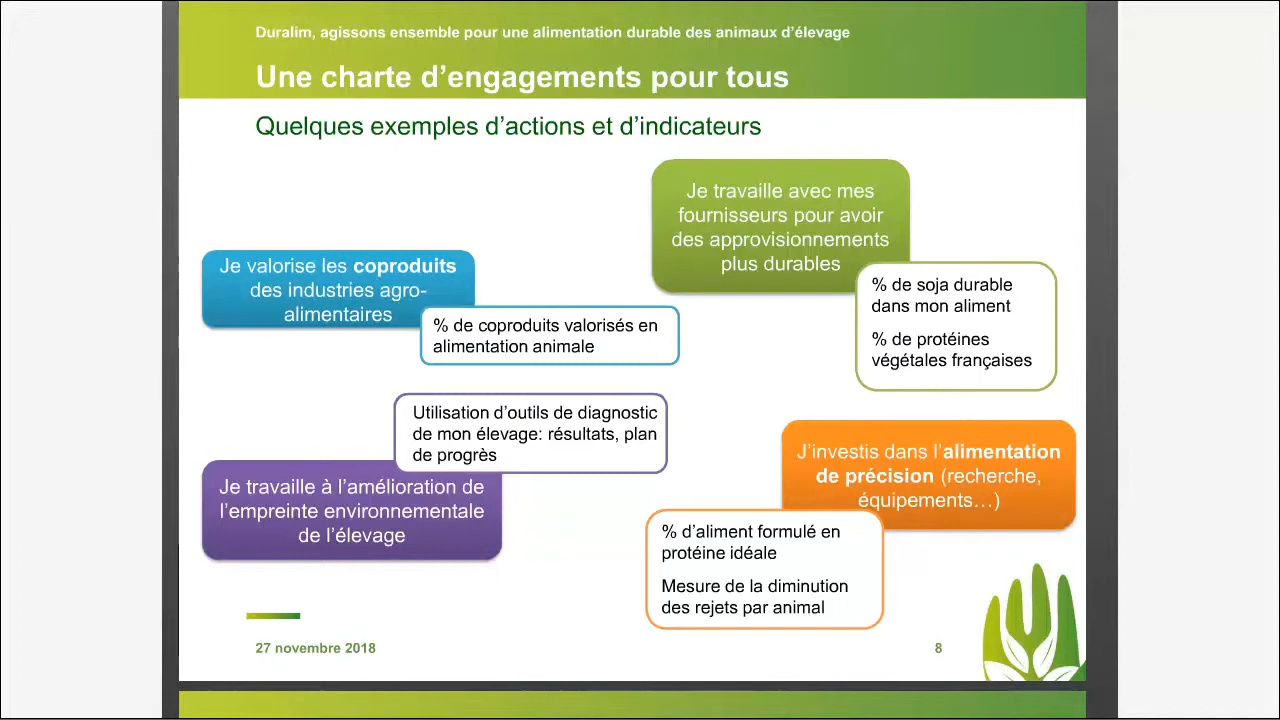 Duralim, agissons ensemble pour une alimentation durable des animaux d’élevage
Une charte d’engagements pour tous
Quelques exemples d’actions et d’indicateurs
Je travaille avec mes
fournisseurs pour avoir
des approvisionnements
plus durables
% de soja durable
dans mon aliment
% de protéines
végétales françaises
Je valorise les coproduits
des industries agro-
alimentaires
% de coproduits valorisés en
alimentation animale
Utilisation d’outils de diagnostic
de mon élevage: résultats, plan
de progrès
Je travaille à l’amélioration de
l’empreinte environnementale
de l’élevage
J’investis dans l’alimentation
de précision (recherche,
équipements…)
% d’aliment formulé en
protéine idéale
Mesure de la diminution
des rejets par animal
27 novembre 2018
8